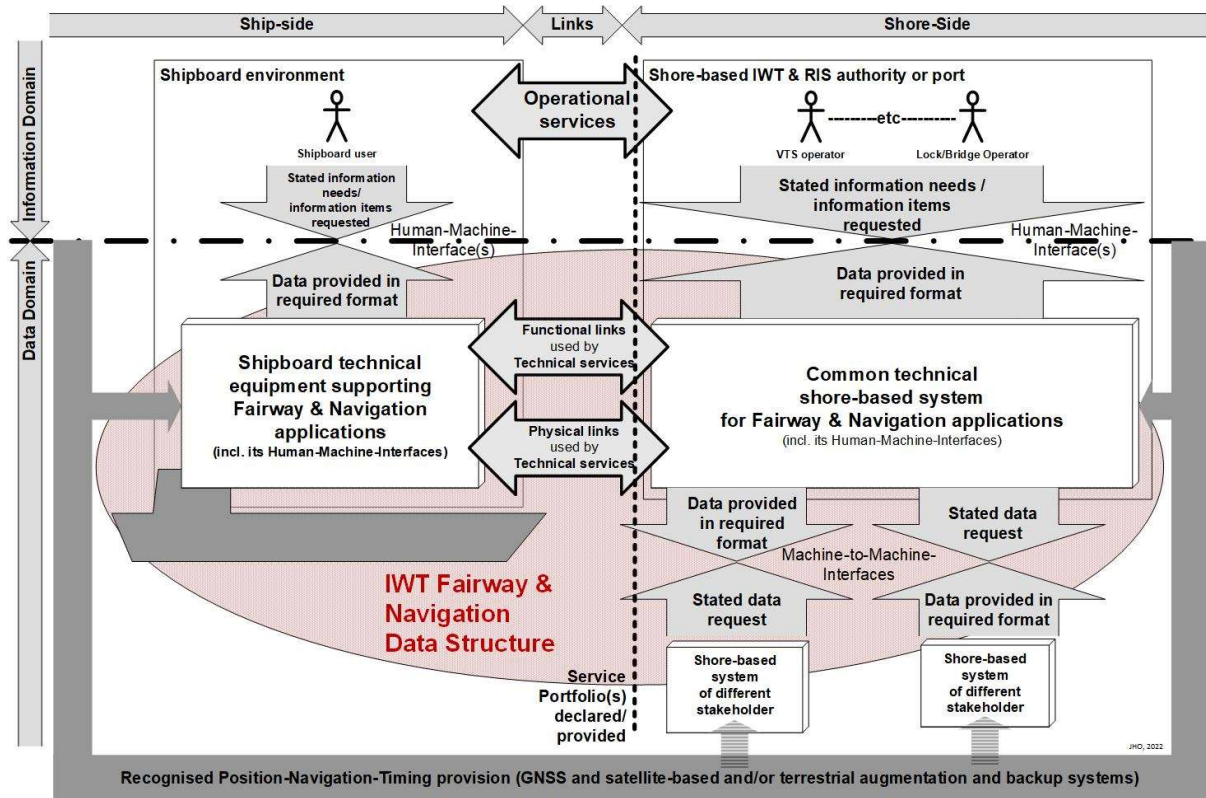 Ship-side
Links
Shore-Side
Information Domain
Data Domain
Shipboard environment
Shipboard user
Stated information
needs/
information items
requested
Human-Machine-
Interface(s)
Data provided in
required format
Shipboard technical
equipment supporting
Fairway & Navigation
applications
(incl. its Human-Machine-Interfaces)
Operational
services
Functional links
used by
Technical services
Physical links
used by
Technical services
Shore-based IWT & RIS authority or port
etc
VTS operator
Lock/Bridge Operator
Stated information needs /
information items
requested
Human-Machine-
Interface(s)
Data provided in
required format
Common technical
shore-based system
for Fairway & Navigation applications
(incl. its Human-Machine-Interfaces)
Data provided
in required
format
Stated data
request
Machine-to-Machine-
Interfaces
Stated data
request
Data provided in
required format
IWT Fairway &
Navigation
Data Structure
Service
Portfolio(s)
declared/
provided
Shore-based
system
of different
stakeholder
Shore-based
system
of different
stakeholder
JHO, 2022
Recognised Position-Navigation-Timing provision (GNSS and satellite-based and/or terrestrial augmentation and backup systems)